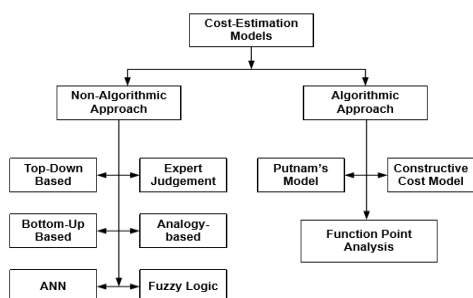 Cost-Estimation
Models
Non-Algorithmic
Approach
Algorithmic
Approach
Top-Down
Based
Expert
Judgement
Putnam's
Model
Constructive
Cost Model
Bottom-Up
Based
Analogy-
based
Function Point
Analysis
ANN
Fuzzy Logic